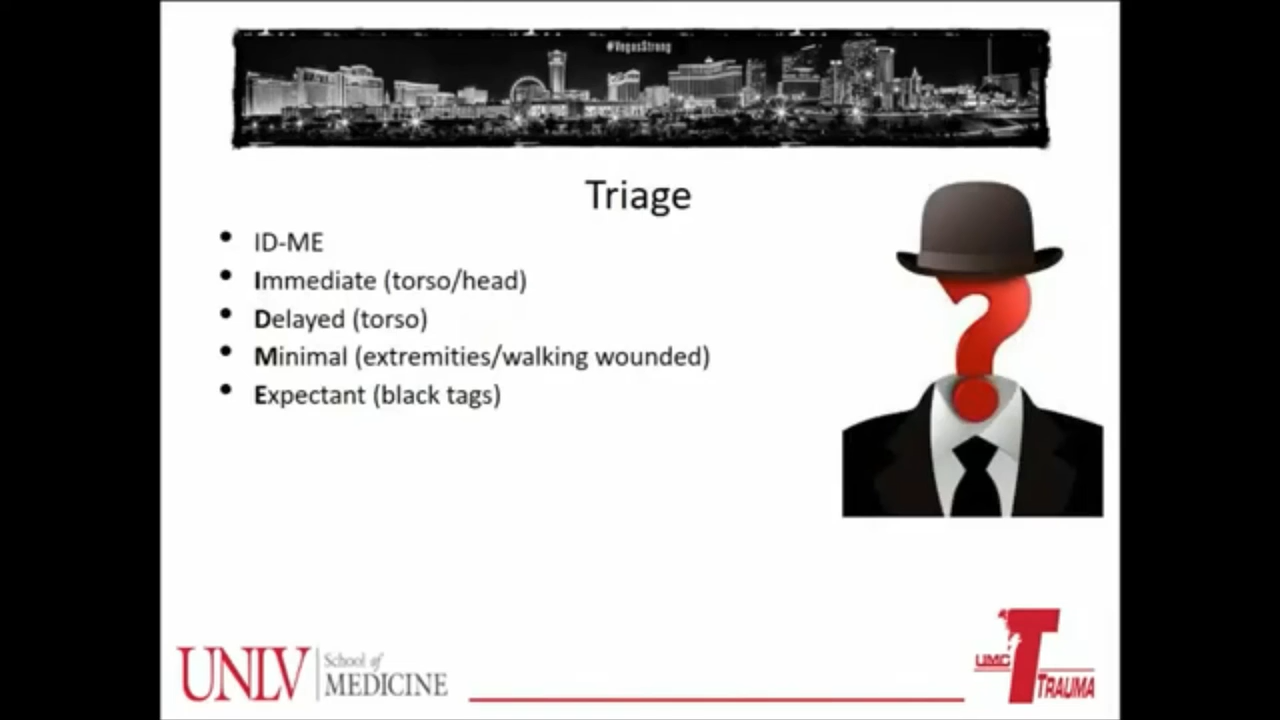 #VegasStrong
Triage
• ID-ME
• Immediate (torso/head)
• Delayed (torso)
• Minimal (extremities/walking wounded)
• Expectant (black tags)
UNLV School of MEDICINE
UMC TRAUMA